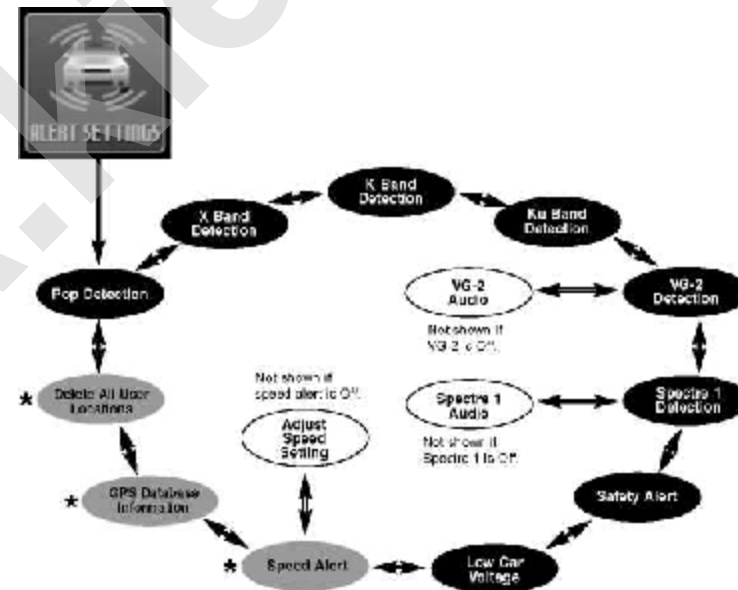 ALERT SETTINGS
K Band
Detection
X Band
Detection
Ku Band
Detection
Pop Detection
VG-2
Audio
VG-2
Detection
Not shown if
VG-2 is Off.
Delete All User
Locations
Not shown if
speed alert is Off.
Spectre 1
Audio
Spectre 1
Detection
Adjust
Speed
Setting
Not shown if
Spectre 1 is Off.
GPS Database
Information
Safety Alert
Speed Alert
Low Car
Voltage